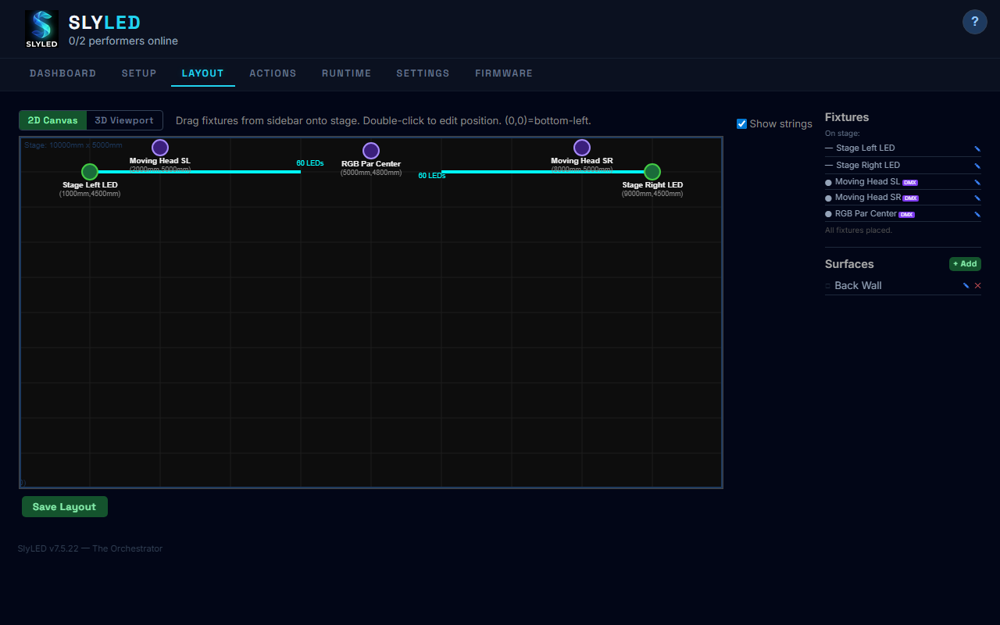 SLYLED
SLYLED
0/2 performers online
?
DASHBOARD SETUP LAYOUT ACTIONS RUNTIME SETTINGS FIRMWARE
2D Canvas 3D Viewport Drag fixtures from sidebar onto stage. Double-click to edit position. (0,0)=bottom-left.
Show strings
Stage: 10000mm x 5000mm
Moving Head SL
(2000mm,5000mm)
60 LEDs
RGB Par Center
(5000mm,4800mm)
60 LEDs
Moving Head SR
(8000mm,5000mm)
Stage Left LED
(1000mm,4500mm)
Stage Right LED
(9000mm,4500mm)
0)
Save Layout
Fixtures
On stage:
— Stage Left LED
— Stage Right LED
Moving Head SL DMX
Moving Head SR DMX
RGB Par Center DMX
All fixtures placed.
Surfaces + Add
Back Wall
SlyLED v7.5.22 — The Orchestrator